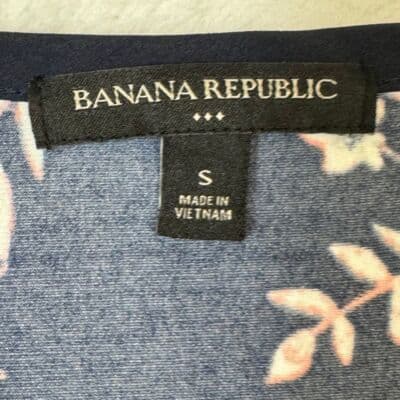 BANANA REPUBLIC
S
MADE IN
VIETNAM